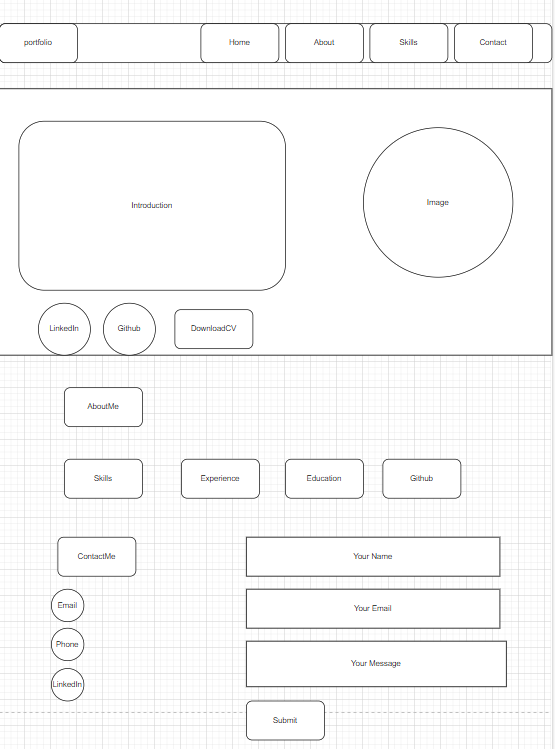 portfolio
Home
About
Skills
Contact
Introduction
Image
LinkedIn
Github
DownloadCV
AboutMe
Skills
Experience
Education
Github
ContactMe
Your Name
Email
Your Email
Phone
Your Message
LinkedIn
Submit